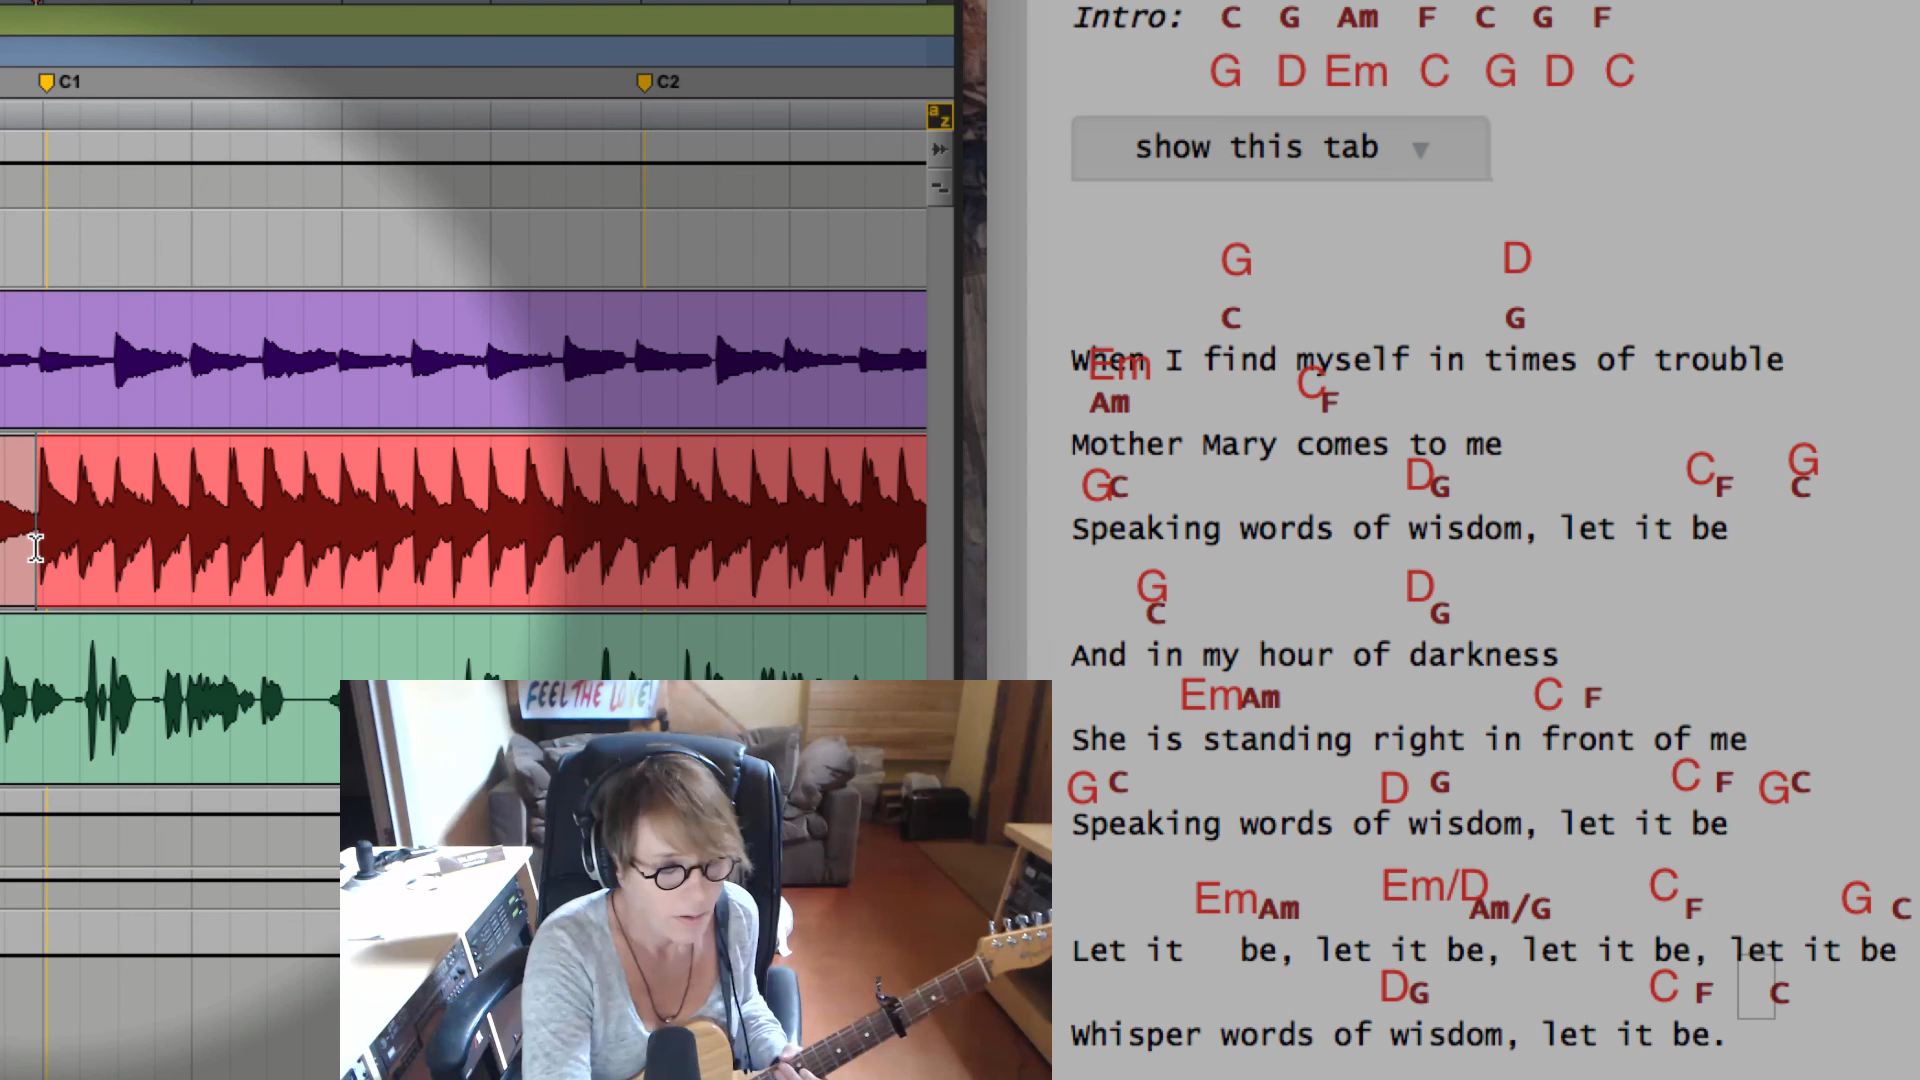 C1 C2
a z
Intro: C G Am F C G F
G D Em C G D C
show this tab
G D
C G
When I find myself in times of trouble
Em C
Am F
Mother Mary comes to me
G C D G C F G C
Speaking words of wisdom, let it be
G D
C G
And in my hour of darkness
Em Am C F
She is standing right in front of me
G C D G C F G C
Speaking words of wisdom, let it be
Em Am Em/D Am/G C F G C
Let it be, let it be, let it be, let it be
D G C F C
Whisper words of wisdom, let it be.
FEEL THE LOVE!